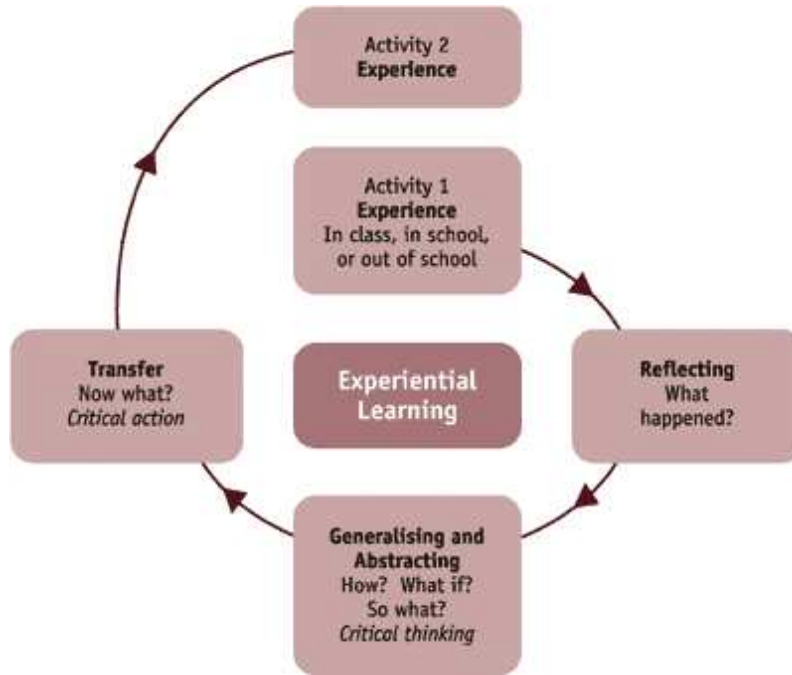 Activity 2
Experience
Activity 1
Experience
In class, in school,
or out of school
Transfer
Now what?
Critical action
Experiential
Learning
Reflecting
What
happened?
Generalising and
Abstracting
How? What if?
So what?
Critical thinking